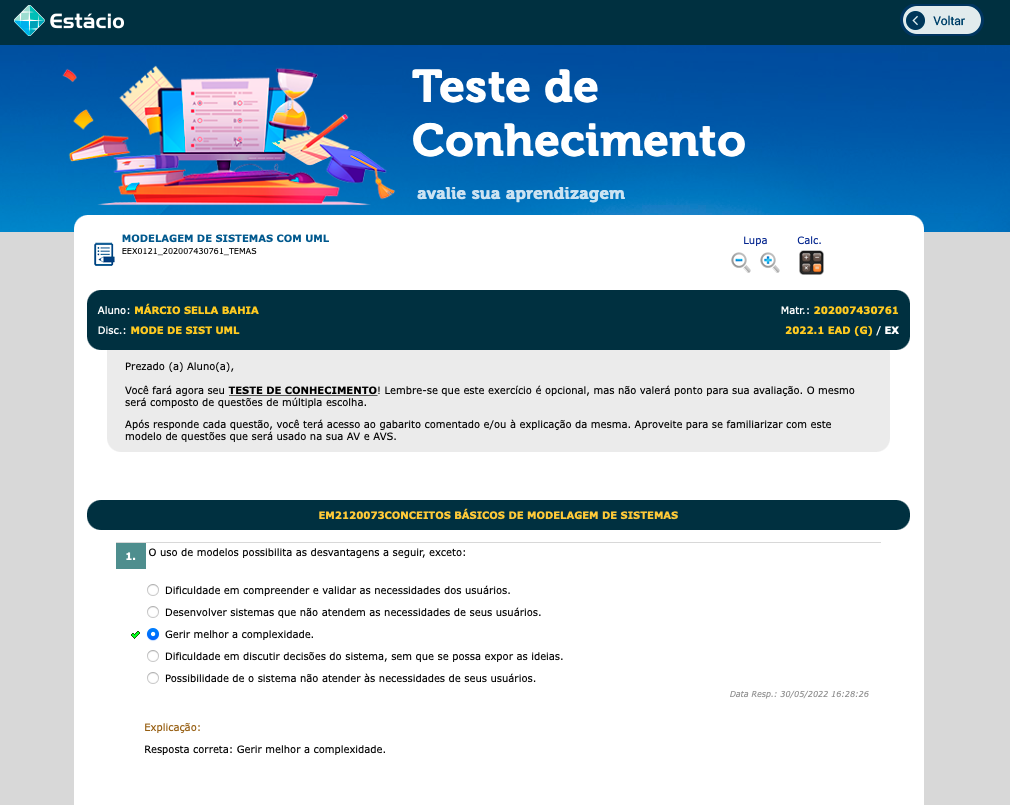 Estácio
Voltar
Teste de
Conhecimento
avalie sua aprendizagem
MODELAGEM DE SISTEMAS COM UML
EEX0121_202007430761_TEMAS
Lupa
Calc.
Aluno: MÁRCIO SELLA BAHIA
Matr.: 202007430761
Disc.: MODE DE SIST UML
2022.1 EAD (G) / EX
Prezado (a) Aluno(a),
Você fará agora seu TESTE DE CONHECIMENTO! Lembre-se que este exercício é opcional, mas não valerá ponto para sua avaliação. O mesmo
será composto de questões de múltipla escolha.
Após responde cada questão, você terá acesso ao gabarito comentado e/ou à explicação da mesma. Aproveite para se familiarizar com este
modelo de questões que será usado na sua AV e AVS.
EM2120073CONCEITOS BÁSICOS DE MODELAGEM DE SISTEMAS
1.
O uso de modelos possibilita as desvantagens a seguir, exceto:
Dificuldade em compreender e validar as necessidades dos usuários.
Desenvolver sistemas que não atendem as necessidades de seus usuários.
Gerir melhor a complexidade.
Dificuldade em discutir decisões do sistema, sem que se possa expor as ideias.
Possibilidade de o sistema não atender às necessidades de seus usuários.
Data Resp.: 30/05/2022 16:28:26
Explicação:
Resposta correta: Gerir melhor a complexidade.